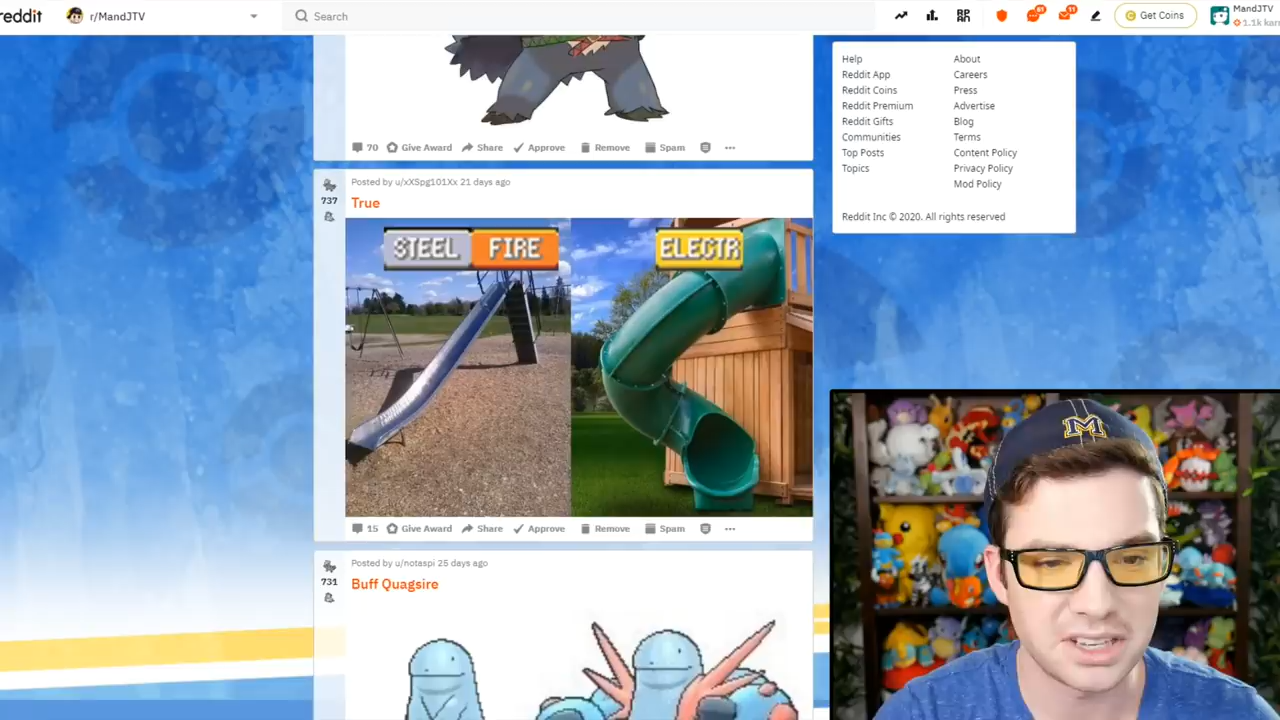 reddit
r/MandJTV
Search
61
11
Get Coins
MandJTV
1.1k kar
Help
About
Reddit App
Careers
Reddit Coins
Press
Reddit Premium
Advertise
Reddit Gifts
Blog
Communities
Terms
Top Posts
Content Policy
Topics
Privacy Policy
Mod Policy
Reddit Inc © 2020. All rights reserved
70
Give Award
Share
Approve
Remove
Spam
Posted by u/xXSpg101Xx 21 days ago
737
True
STEEL
FIRE
ELECTR
15
Give Award
Share
Approve
Remove
Spam
Posted by u/notaspi 25 days ago
731
Buff Quagsire
M